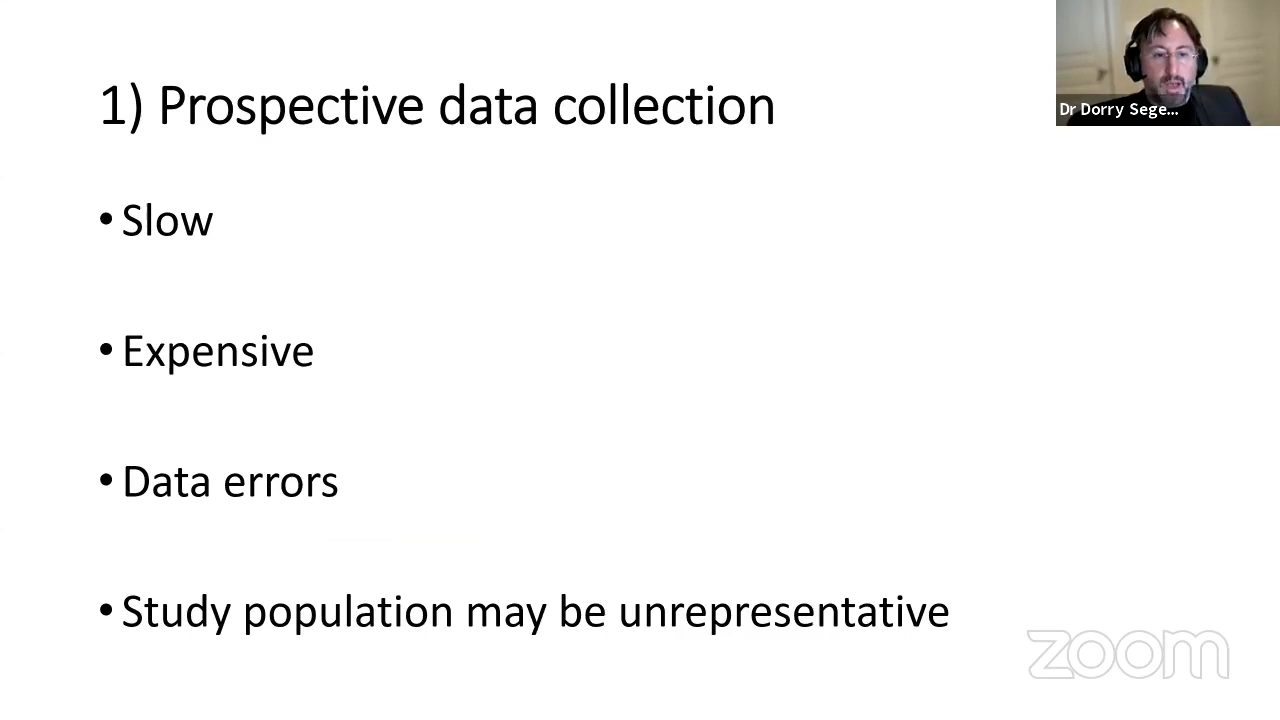 1) Prospective data collection
Dr Dorry Sege...
• Slow
• Expensive
• Data errors
• Study population may be unrepresentative
zoom